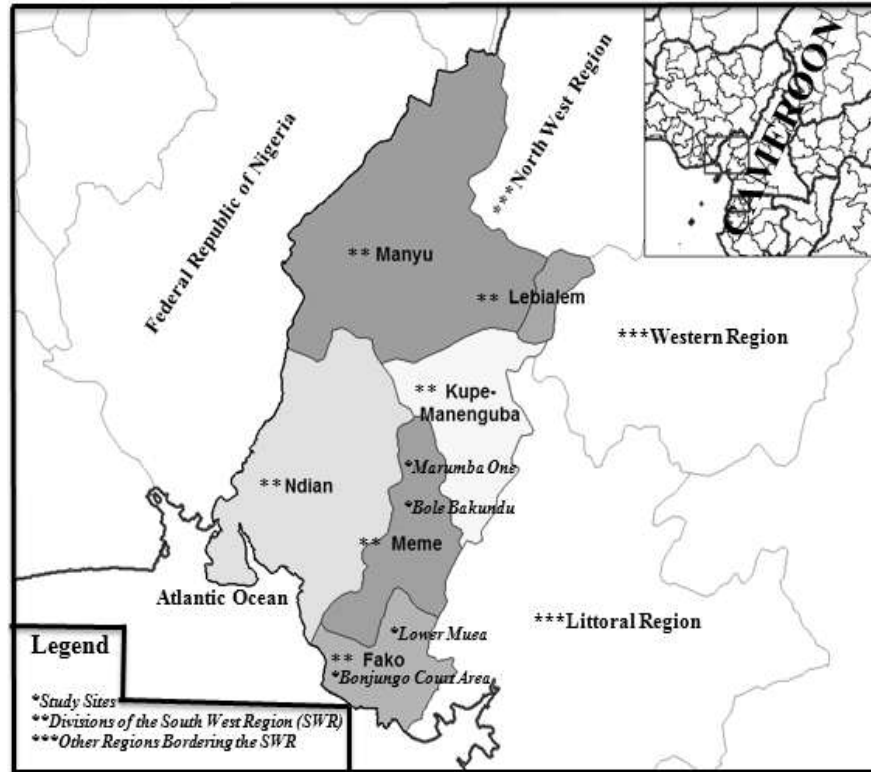 CAMEROON
Federal Republic of Nigeria
***North West Region
** Manyu
** Lebialem
***Western Region
** Kupe-
Manenguba
*Marumba One
**Ndian
*Bole Bakundu
** Meme
Atlantic Ocean
***Littoral Region
*Lower Muea
** Fako
*Bonjungo Court Area
Legend
*Study Sites
**Divisions of the South West Region (SWR)
***Other Regions Bordering the SWR